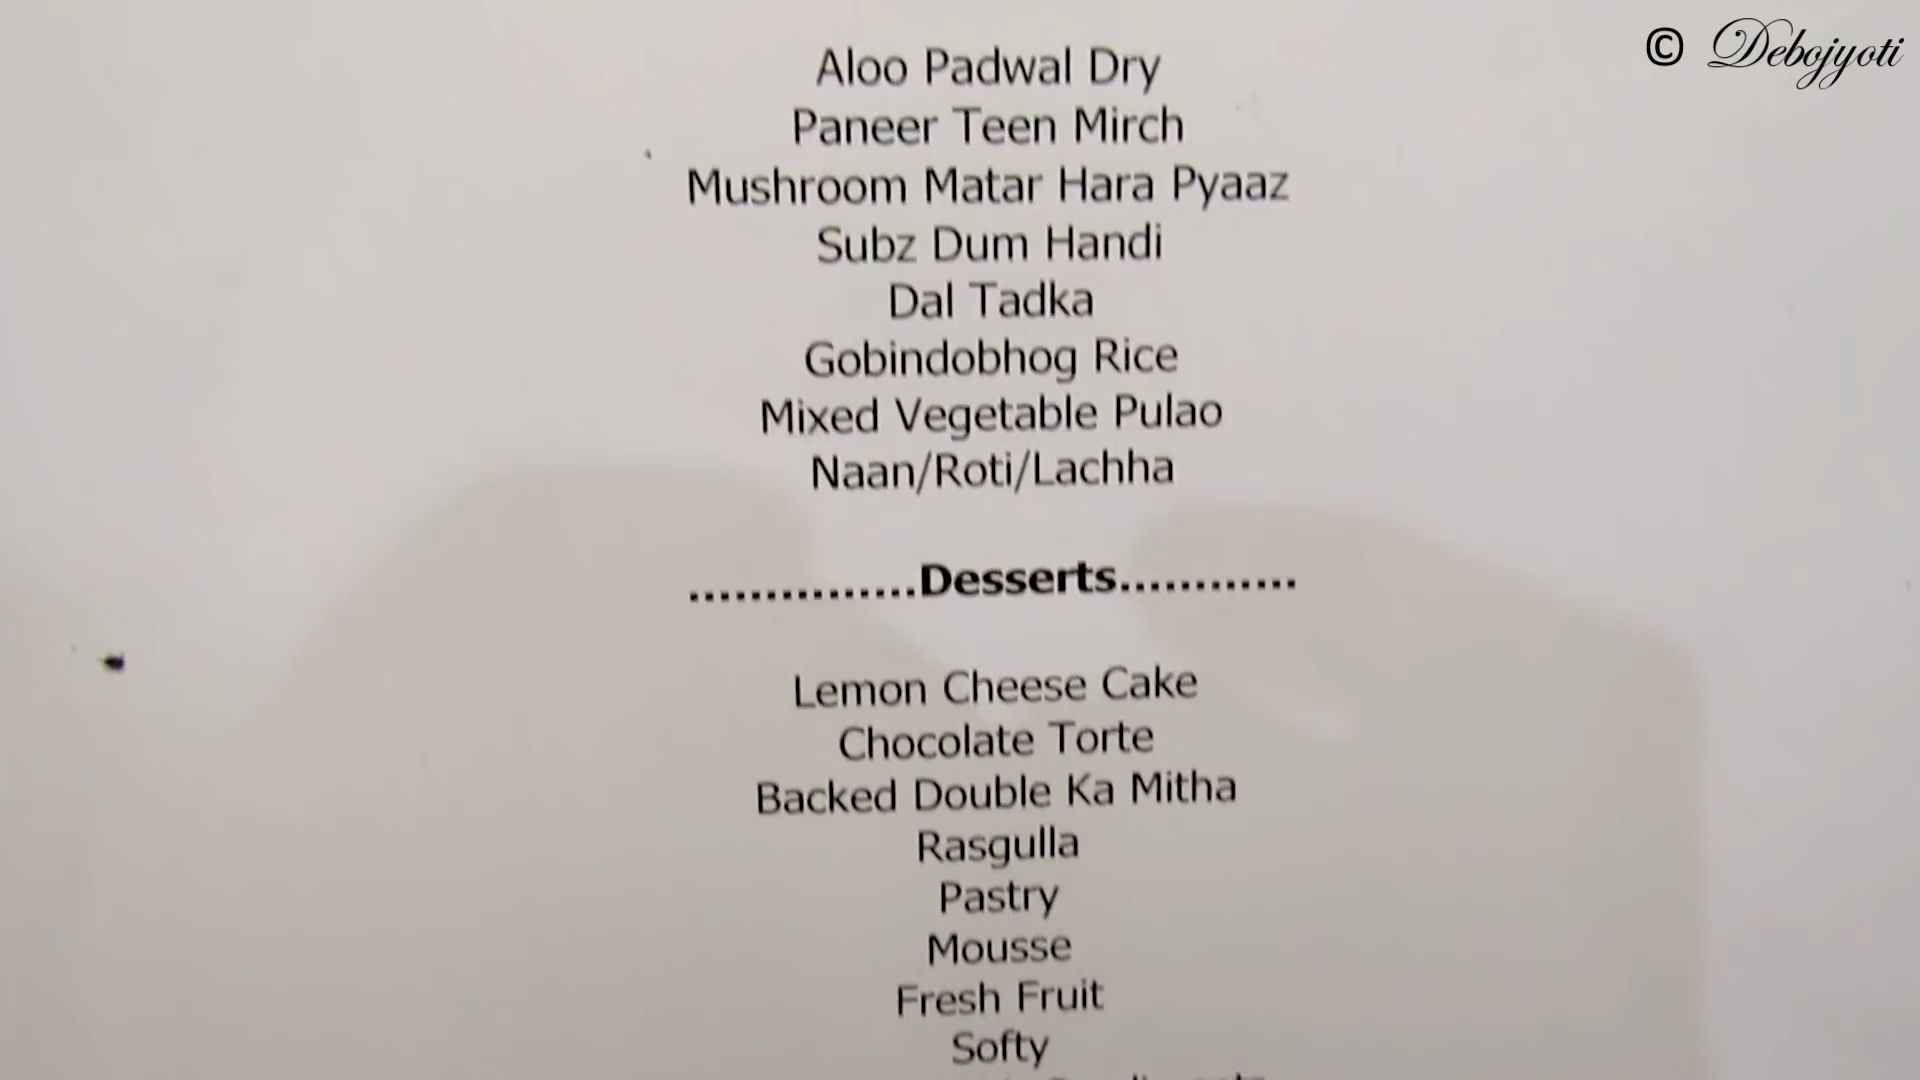 © Debojyoti
Aloo Padwal Dry
Paneer Teen Mirch
Mushroom Matar Hara Pyaaz
Subz Dum Handi
Dal Tadka
Gobindobhog Rice
Mixed Vegetable Pulao
Naan/Roti/Lachha
...............Desserts............
Lemon Cheese Cake
Chocolate Torte
Backed Double Ka Mitha
Rasgulla
Pastry
Mousse
Fresh Fruit
Softy